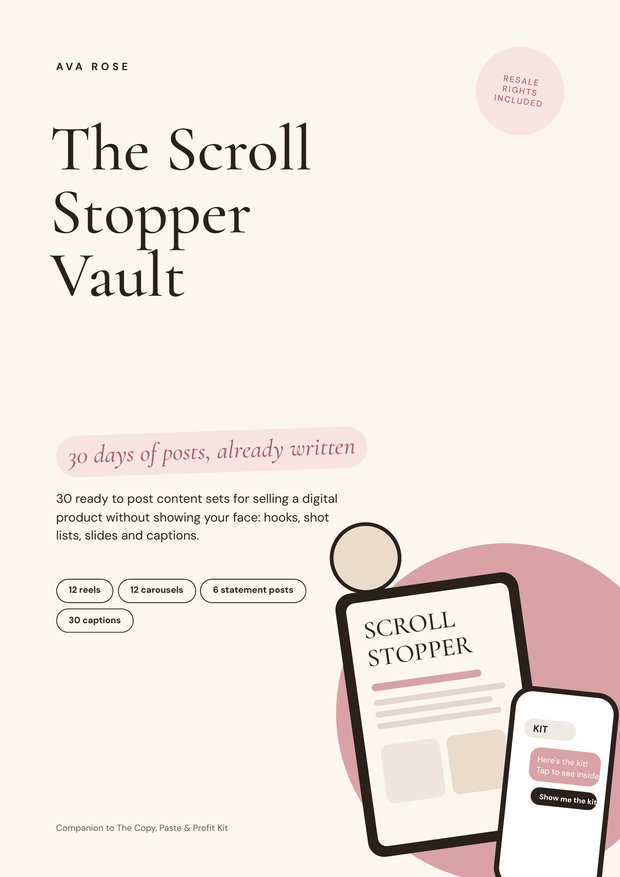 AVA ROSE
RESALE
RIGHTS
INCLUDED
The Scroll
Stopper
Vault
30 days of posts, already written
30 ready to post content sets for selling a digital
product without showing your face: hooks, shot
lists, slides and captions.
12 reels
12 carousels
6 statement posts
30 captions
SCROLL
STOPPER
KIT
Here's the kit!
Tap to see inside
Show me the kit
Companion to The Copy, Paste & Profit Kit